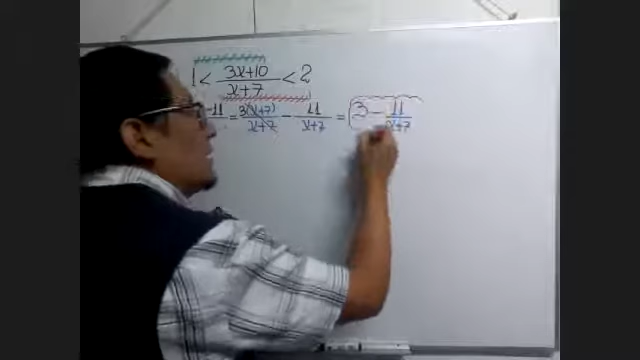 1 < (3x+10)/(x+7) < 2
-11 = 3(x+7)/(x+7) - 11/(x+7) = 3 - 11/(x+7)